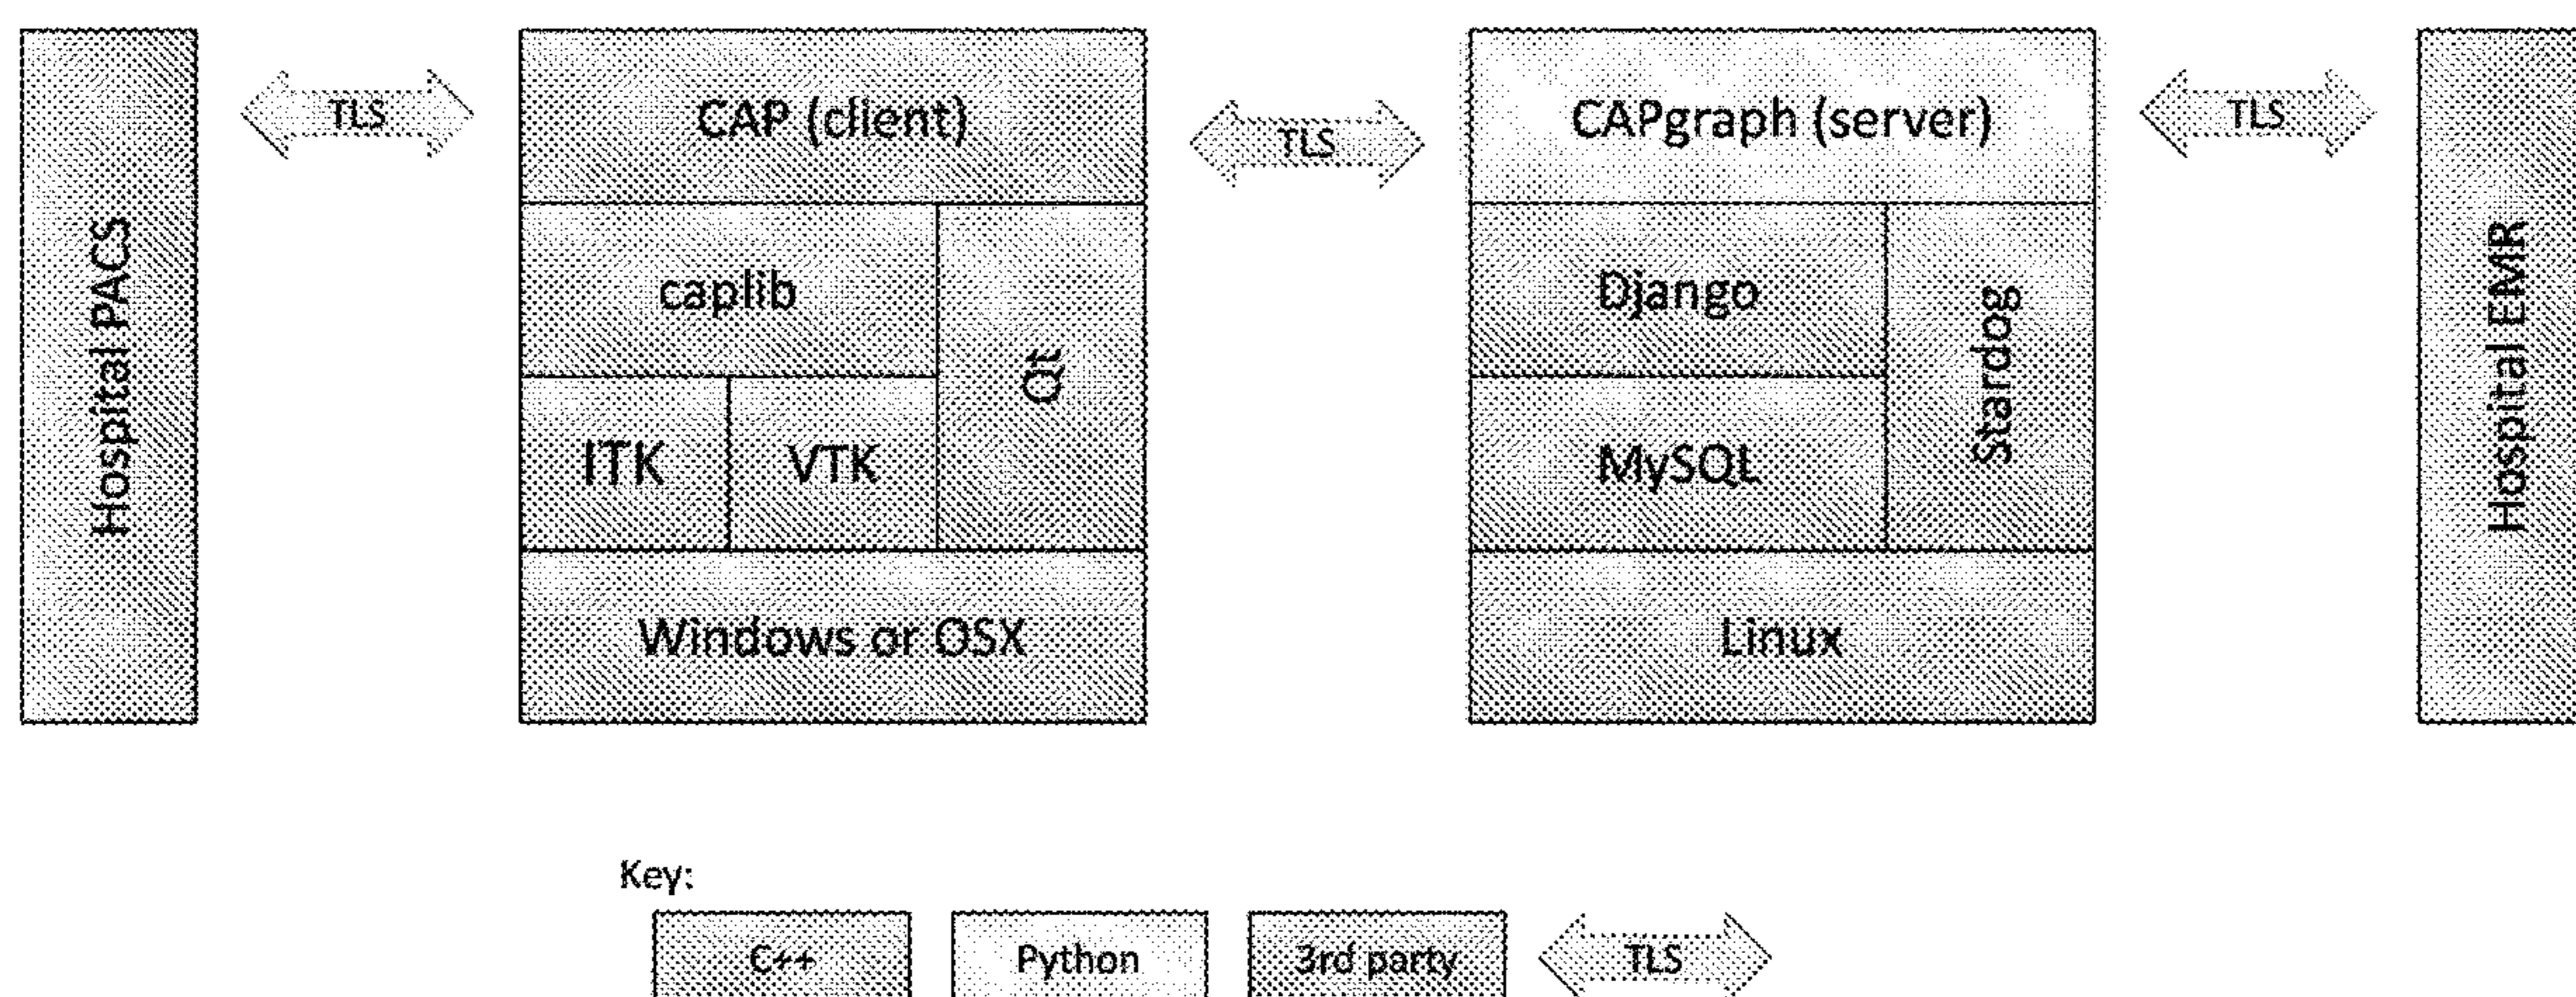 Hospital PACS
TLS
CAP (client)
caplib
Qt
ITK
VTK
Windows or OSX
TLS
CAPgraph (server)
Django
Stardog
MySQL
Linux
TLS
Hospital EMR
Key:
C++
Python
3rd party
TLS